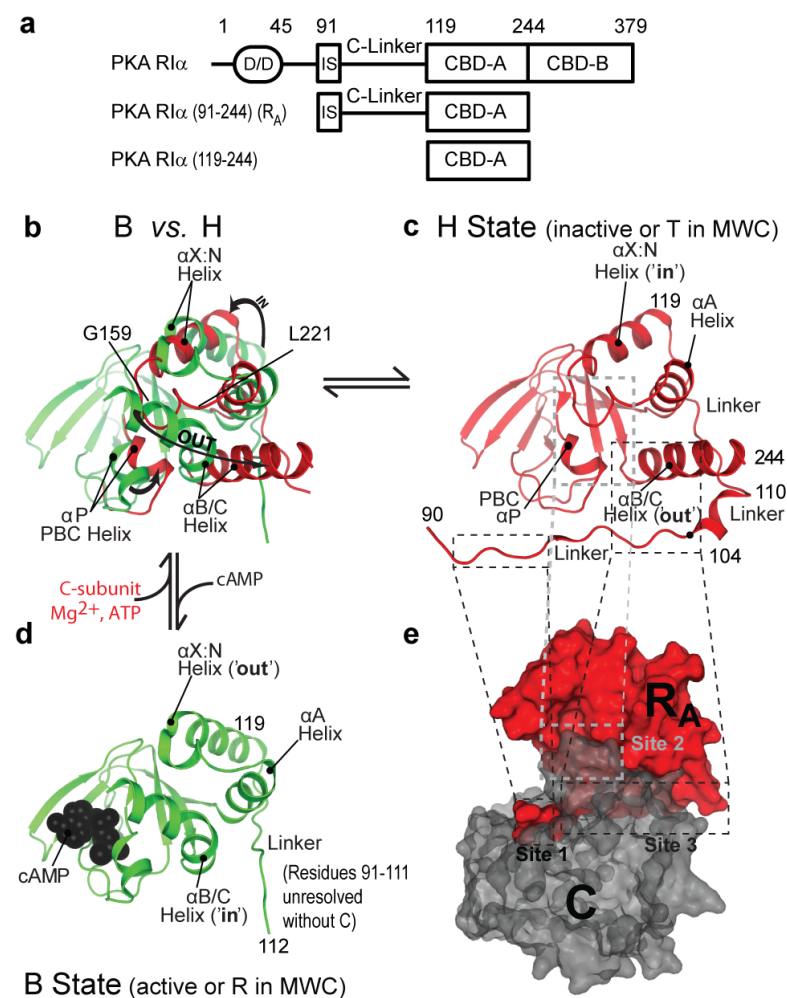 a
1 45 91 119 244 379
C-Linker
PKA RIα D/D IS CBD-A CBD-B
C-Linker
PKA RIα (91-244) (RA) IS CBD-A
PKA RIα (119-244) CBD-A
b B vs. H
αX:N
Helix
IN
G159
L221
OUT
αP
PBC Helix
αB/C
Helix
c H State (inactive or T in MWC)
αX:N
Helix ('in')
119
αA
Helix
Linker
244
110
PBC
αP
αB/C
Helix ('out')
Linker
90
Linker
104
C-subunit
Mg2+, ATP
cAMP
d
αX:N
Helix ('out')
119
αA
Helix
cAMP
Linker
(Residues 91-111
unresolved
without C)
αB/C
Helix ('in')
112
B State (active or R in MWC)
e
RA
Site 2
Site 1
Site 3
C